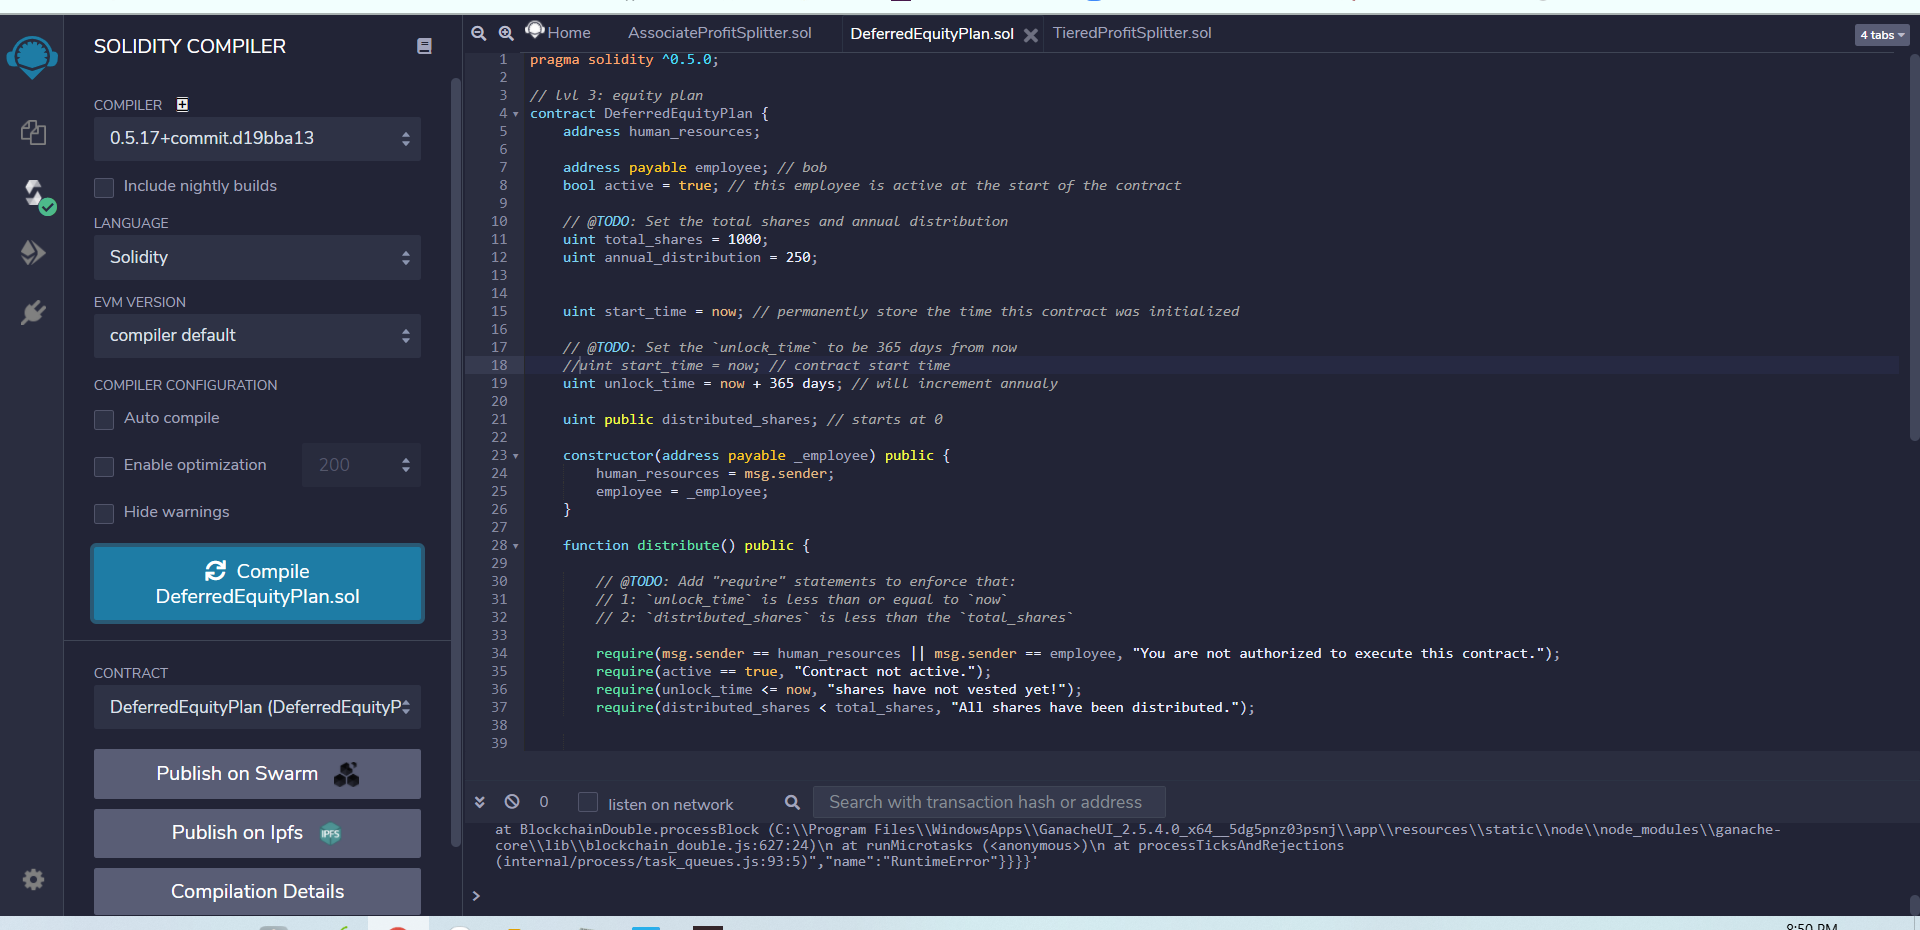 SOLIDITY COMPILER
COMPILER
0.5.17+commit.d19bba13
Include nightly builds
LANGUAGE
Solidity
EVM VERSION
compiler default
COMPILER CONFIGURATION
Auto compile
Enable optimization 200
Hide warnings
Compile
DeferredEquityPlan.sol
CONTRACT
DeferredEquityPlan (DeferredEquityP
Publish on Swarm
Publish on Ipfs IPFS
Compilation Details
Home AssociateProfitSplitter.sol DeferredEquityPlan.sol TieredProfitSplitter.sol 4 tabs
1 pragma solidity ^0.5.0;
2
3 // lvl 3: equity plan
4 contract DeferredEquityPlan {
5 address human_resources;
6
7 address payable employee; // bob
8 bool active = true; // this employee is active at the start of the contract
9
10 // @TODO: Set the total shares and annual distribution
11 uint total_shares = 1000;
12 uint annual_distribution = 250;
13
14
15 uint start_time = now; // permanently store the time this contract was initialized
16
17 // @TODO: Set the `unlock_time` to be 365 days from now
18 //uint start_time = now; // contract start time
19 uint unlock_time = now + 365 days; // will increment annualy
20
21 uint public distributed_shares; // starts at 0
22
23 constructor(address payable _employee) public {
24 human_resources = msg.sender;
25 employee = _employee;
26 }
27
28 function distribute() public {
29
30 // @TODO: Add "require" statements to enforce that:
31 // 1: `unlock_time` is less than or equal to `now`
32 // 2: `distributed_shares` is less than the `total_shares`
33
34 require(msg.sender == human_resources || msg.sender == employee, "You are not authorized to execute this contract.");
35 require(active == true, "Contract not active.");
36 require(unlock_time <= now, "shares have not vested yet!");
37 require(distributed_shares < total_shares, "All shares have been distributed.");
38
39
0 listen on network Search with transaction hash or address
at BlockchainDouble.processBlock (C:\\Program Files\\WindowsApps\\GanacheUI_2.5.4.0_x64__5dg5pnz03psnj\\app\\resources\\static\\node\\node_modules\\ganache-
core\\lib\\blockchain_double.js:627:24)\n at runMicrotasks (<anonymous>)\n at processTicksAndRejections
(internal/process/task_queues.js:93:5)","name":"RuntimeError"}}}}'
>
8:50 PM